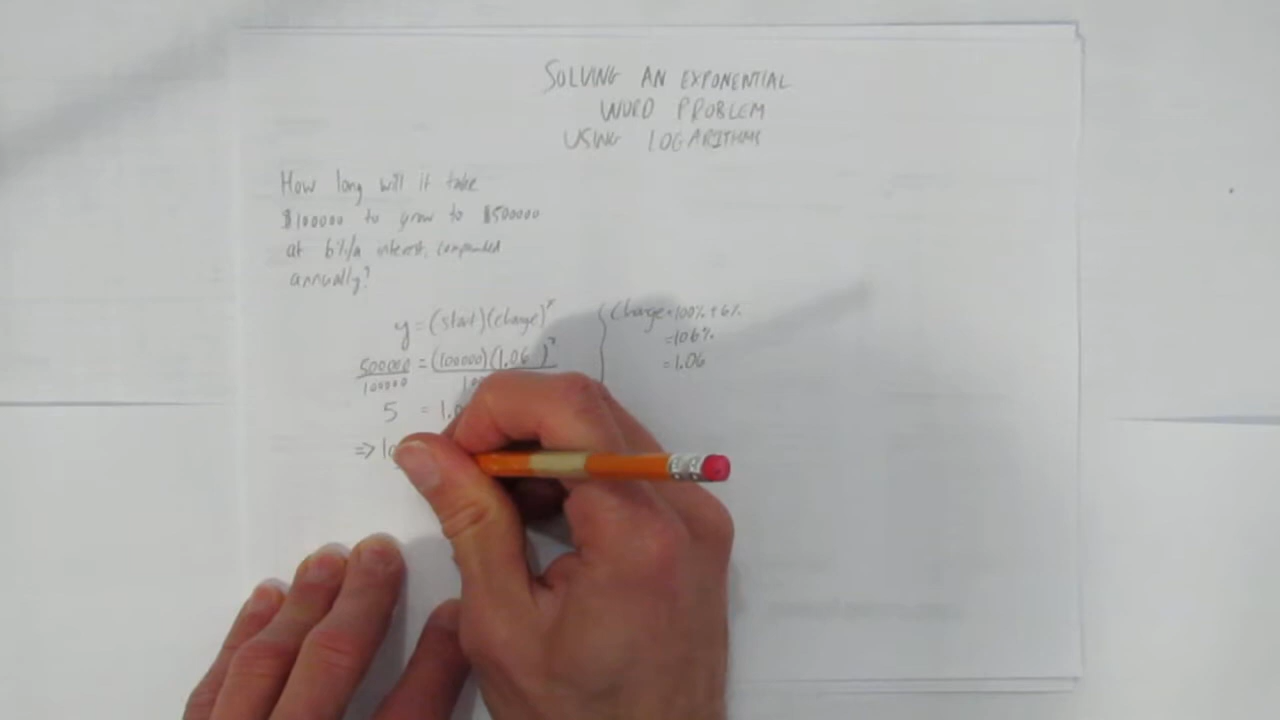 SOLVING AN EXPONENTIAL
WORD PROBLEM
USING LOGARITHMS
How long will it take
$100000 to grow to $500000
at 6%/a interest, compounded
annually?
y = (start)(change)^x
Change = 100% + 6%
= 106%
= 1.06
500000 = (100000)(1.06)^x
100000
5 = 1.0
=> lo